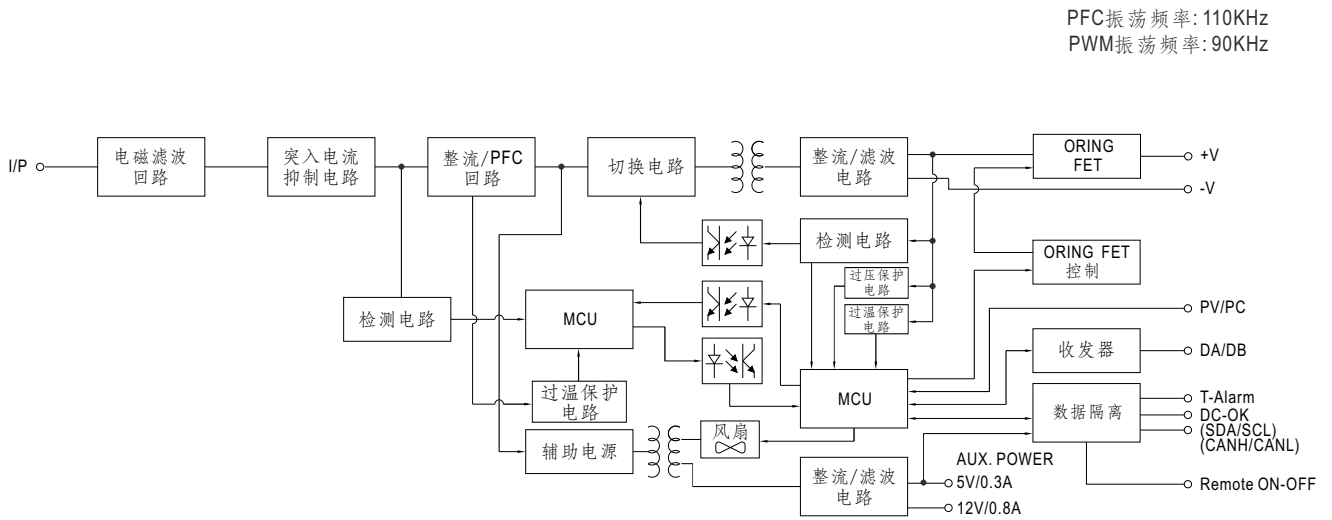 PFC振荡频率: 110KHz
PWM振荡频率: 90KHz
I/P
电磁滤波
回路
突入电流
抑制电路
整流/PFC
回路
切换电路
整流/滤波
电路
ORING
FET
+V
-V
检测电路
ORING FET
控制
过压保护
电路
过温保护
电路
检测电路
MCU
PV/PC
收发器
DA/DB
过温保护
电路
MCU
数据隔离
T-Alarm
DC-OK
(SDA/SCL)
(CANH/CANL)
辅助电源
风扇
整流/滤波
电路
AUX. POWER
5V/0.3A
12V/0.8A
Remote ON-OFF